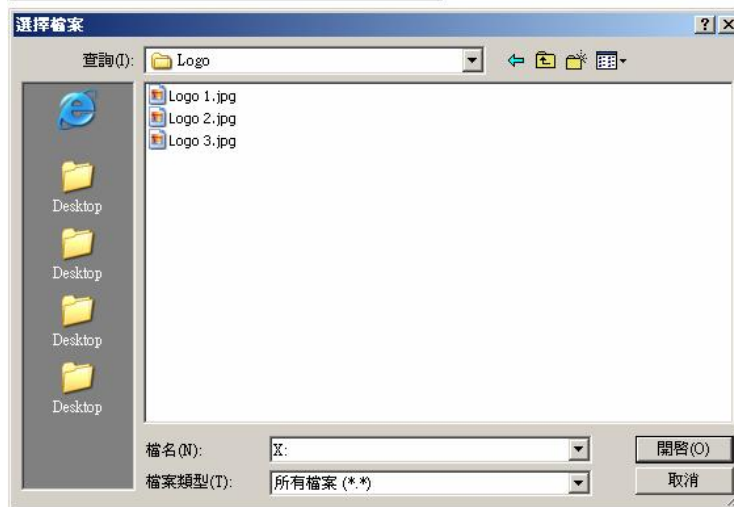 選擇檔案
查詢(I):
Logo
Logo 1.jpg
Logo 2.jpg
Logo 3.jpg
Desktop
Desktop
Desktop
Desktop
檔名(N):
X:
開啓(O)
檔案類型(T):
所有檔案 (*.*)
取消